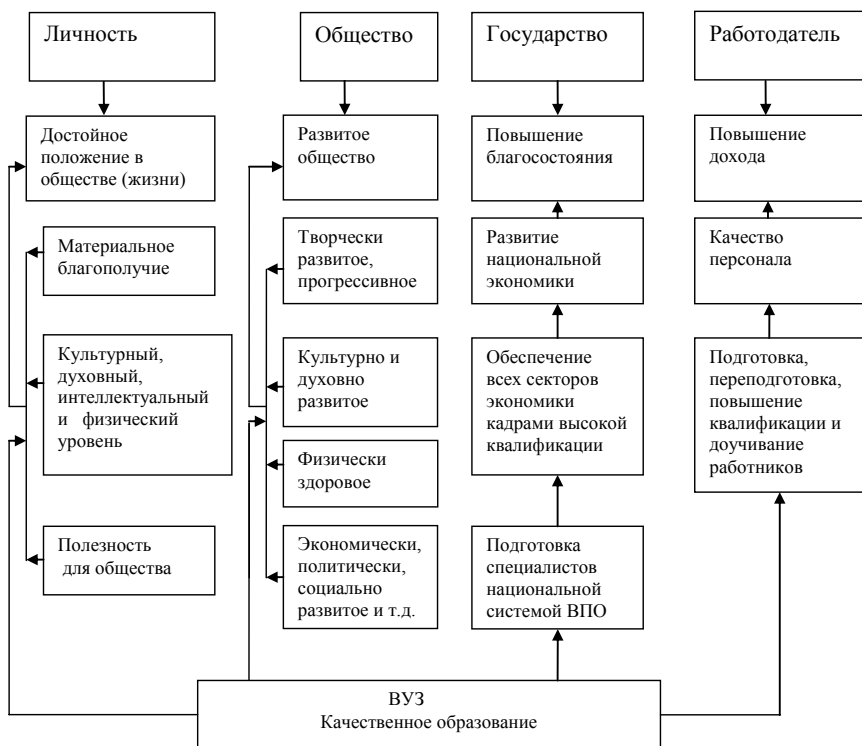 Личность
Общество
Государство
Работодатель
Достойное
положение в
обществе (жизни)
Развитое
общество
Повышение
благосостояния
Повышение
дохода
Материальное
благополучие
Творчески
развитое,
прогрессивное
Развитие
национальной
экономики
Качество
персонала
Культурный,
духовный,
интеллектуальный
и физический
уровень
Культурно и
духовно
развитое
Обеспечение
всех секторов
экономики
кадрами высокой
квалификации
Подготовка,
переподготовка,
повышение
квалификации и
доучивание
работников
Физически
здоровое
Полезность
для общества
Экономически,
политически,
социально
развитое и т.д.
Подготовка
специалистов
национальной
системой ВПО
ВУЗ
Качественное образование